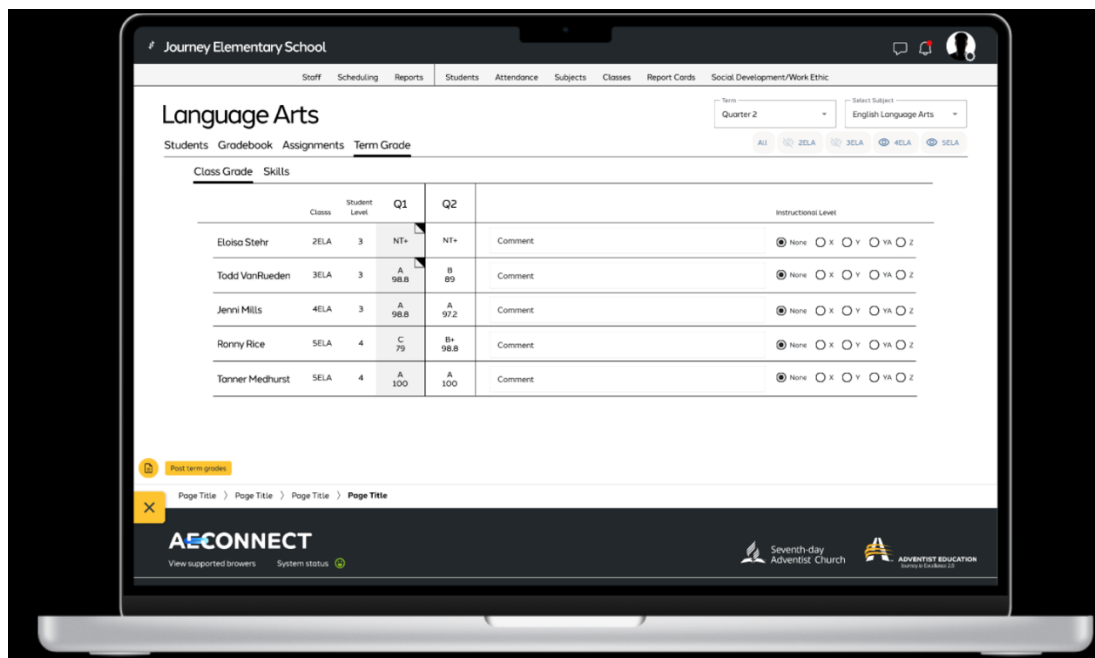 Journey Elementary School
Staff Scheduling Reports Students Attendance Subjects Classes Report Cards Social Development/Work Ethic
Language Arts
Term
Quarter 2
Select Subject
English Language Arts
Students Gradebook Assignments Term Grade
All 2ELA 3ELA 4ELA 5ELA
Class Grade Skills
Classs Student Level Q1 Q2 Instructional Level
Eloisa Stehr 2ELA 3 NT+ NT+ Comment None X Y YA Z
Todd VanRueden 3ELA 3 A 98.8 B 89 Comment None X Y YA Z
Jenni Mills 4ELA 3 A 98.8 A 97.2 Comment None X Y YA Z
Ronny Rice 5ELA 4 C 79 B+ 98.8 Comment None X Y YA Z
Tanner Medhurst 5ELA 4 A 100 A 100 Comment None X Y YA Z
Post term grades
Page Title > Page Title > Page Title > Page Title
AECONNECT
View supported browers System status
Seventh-day
Adventist Church
ADVENTIST EDUCATION
Journey to Excellence 2.0